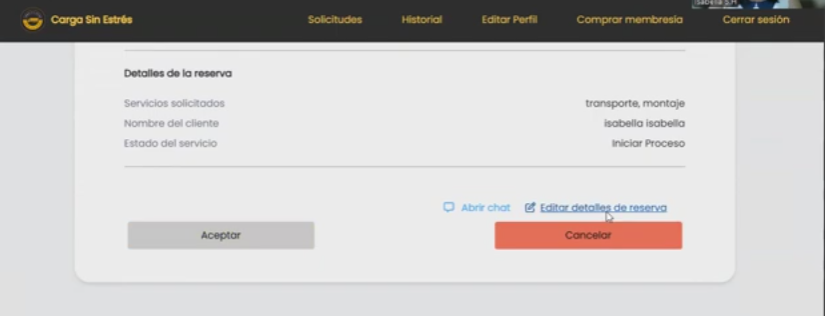 Isabella S.H
Carga Sin Estrés Solicitudes Historial Editar Perfil Comprar membresía Cerrar sesión
Detalles de la reserva
Servicios solicitados transporte, montaje
Nombre del cliente isabella isabella
Estado del servicio Iniciar Proceso
Abrir chat Editar detalles de reserva
Aceptar Cancelar